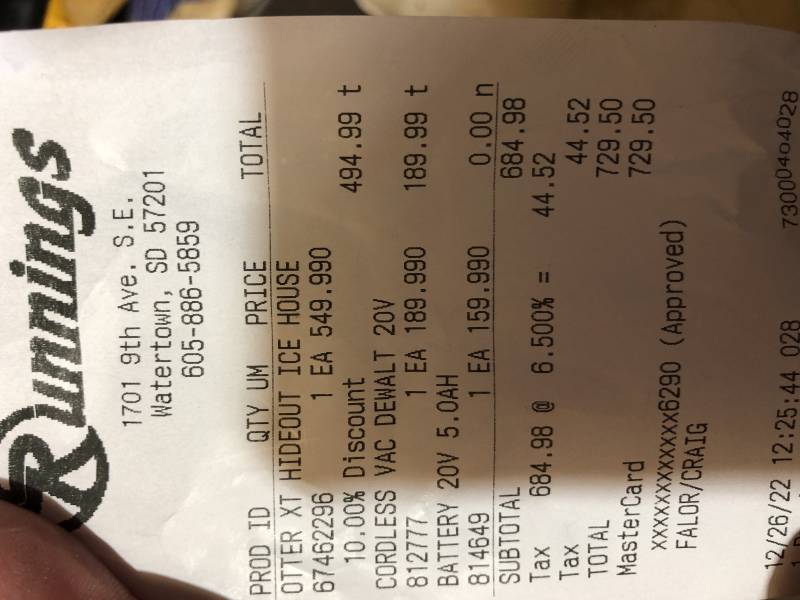 Runnings
1701 9th Ave. S.E.
Watertown, SD 57201
605-886-5859
PROD ID QTY UM PRICE TOTAL
OTTER XT HIDEOUT ICE HOUSE
67462296 1 EA 549.990 494.99 t
10.00% Discount
CORDLESS VAC DEWALT 20V
812777 1 EA 189.990 189.99 t
BATTERY 20V 5.0AH
814649 1 EA 159.990 0.00 n
SUBTOTAL 684.98
Tax 684.98 @ 6.500% = 44.52
Tax 44.52
TOTAL 729.50
MasterCard 729.50
XXXXXXXXXXXX6290 (Approved)
FALOR/CRAIG
12/26/22 12:25:44 028 73000404028